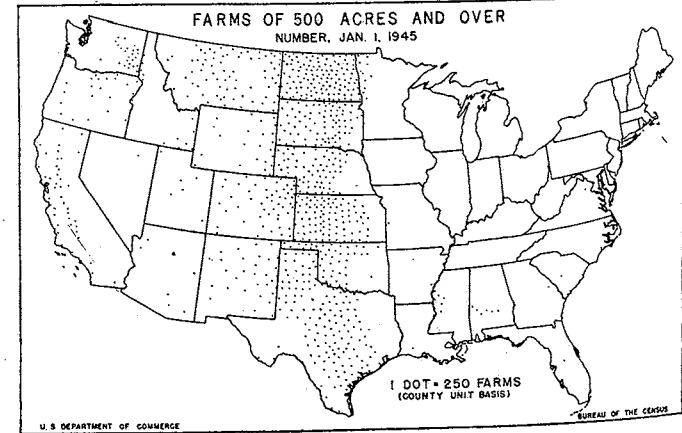 FARMS OF 500 ACRES AND OVER
NUMBER, JAN. 1, 1945
1 DOT = 250 FARMS
(COUNTY UNIT BASIS)
U. S DEPARTMENT OF COMMERCE
BUREAU OF THE CENSUS